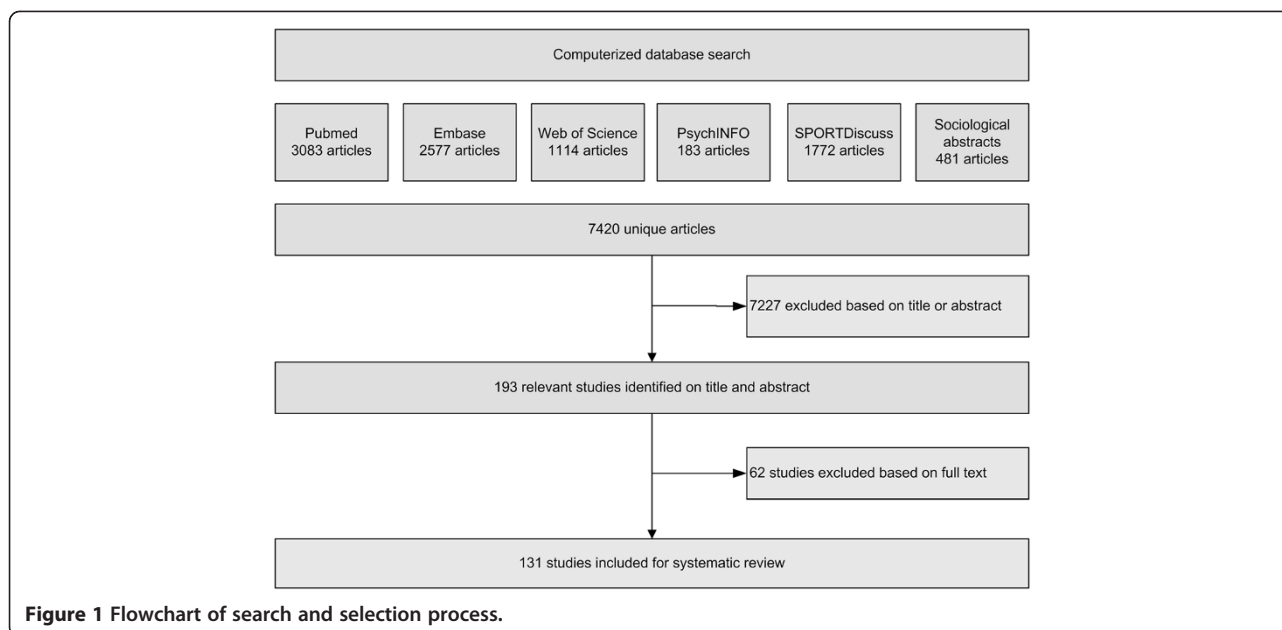 Computerized database search
Pubmed
3083 articles
Embase
2577 articles
Web of Science
1114 articles
PsychINFO
183 articles
SPORTDiscuss
1772 articles
Sociological
abstracts
481 articles
7420 unique articles
7227 excluded based on title or abstract
193 relevant studies identified on title and abstract
62 studies excluded based on full text
131 studies included for systematic review
Figure 1 Flowchart of search and selection process.